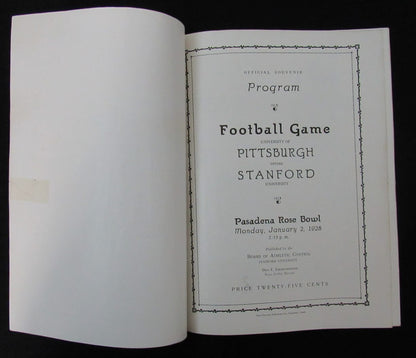 OFFICIAL SOUVENIR
Program
Football Game
UNIVERSITY OF
PITTSBURGH
STANFORD
UNIVERSITY
Pasadena Rose Bowl
Monday, January 2, 1928
2:15 p. m.
Published by the
BOARD OF ATHLETIC CONTROL
STANFORD UNIVERSITY
PRICE TWENTY-FIVE CENTS